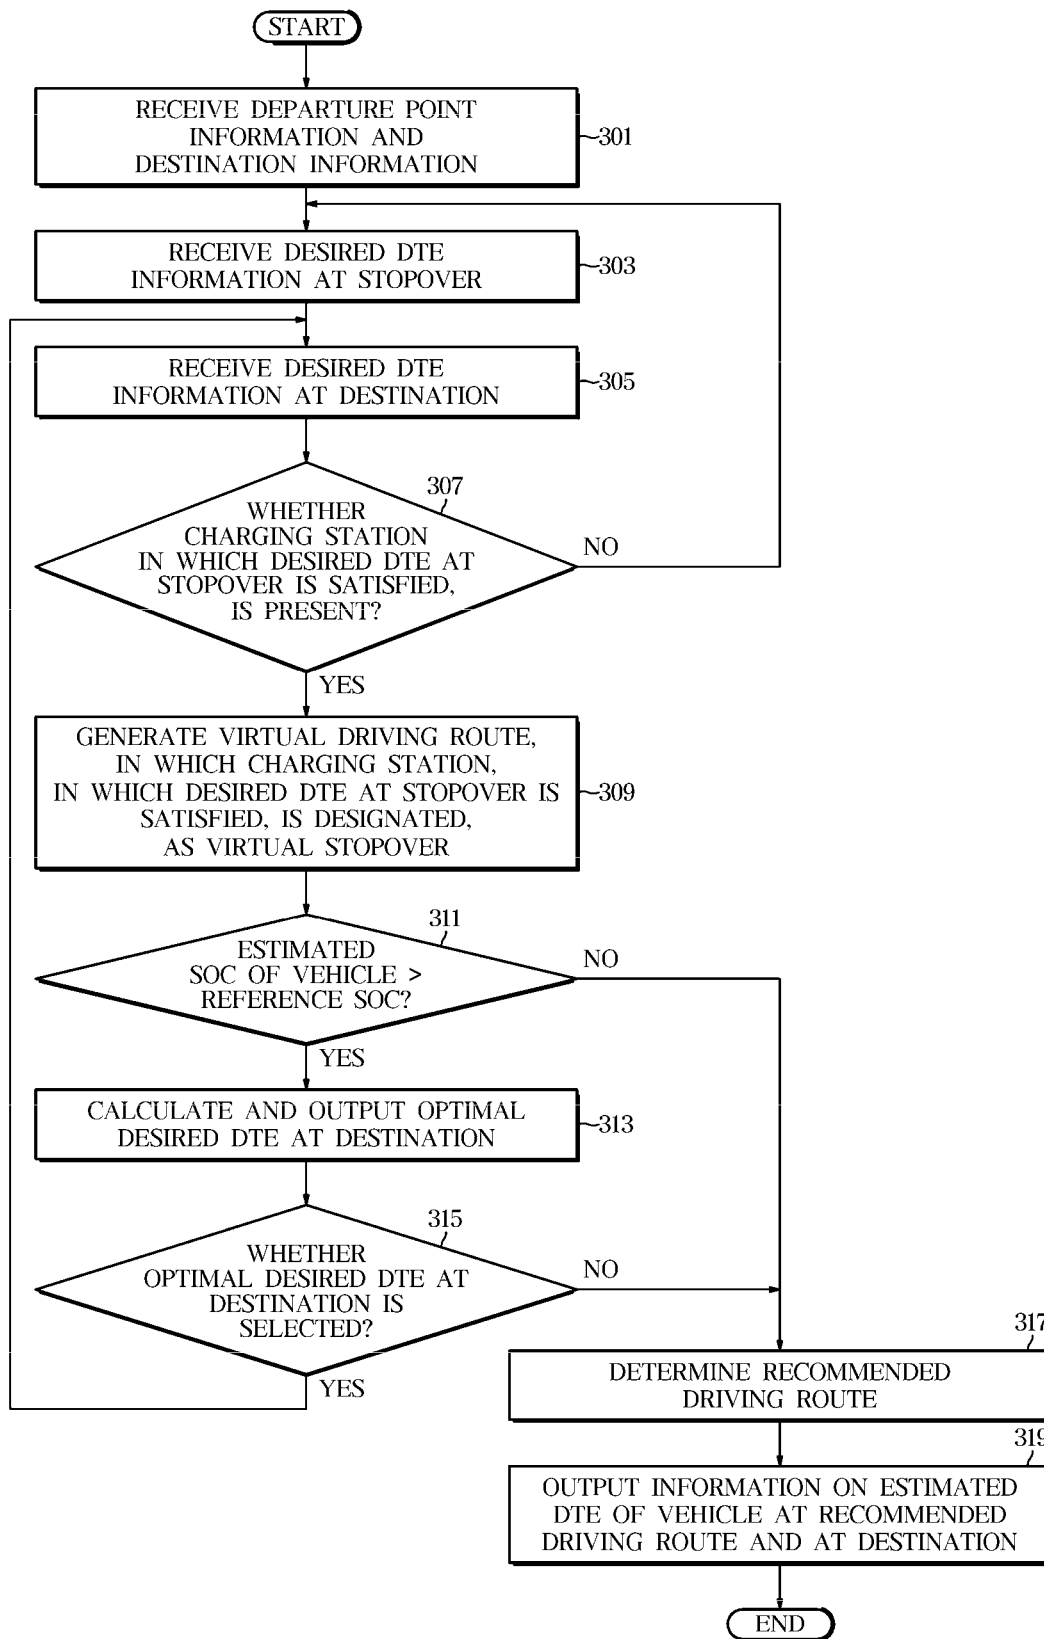 START
RECEIVE DEPARTURE POINT
INFORMATION AND
DESTINATION INFORMATION
301
RECEIVE DESIRED DTE
INFORMATION AT STOPOVER
303
RECEIVE DESIRED DTE
INFORMATION AT DESTINATION
305
307
WHETHER
CHARGING STATION
IN WHICH DESIRED DTE AT
STOPOVER IS SATISFIED,
IS PRESENT?
NO
YES
GENERATE VIRTUAL DRIVING ROUTE,
IN WHICH CHARGING STATION,
IN WHICH DESIRED DTE AT STOPOVER IS
SATISFIED, IS DESIGNATED,
AS VIRTUAL STOPOVER
309
311
ESTIMATED
SOC OF VEHICLE >
REFERENCE SOC?
NO
YES
CALCULATE AND OUTPUT OPTIMAL
DESIRED DTE AT DESTINATION
313
315
WHETHER
OPTIMAL DESIRED DTE AT
DESTINATION IS
SELECTED?
NO
YES
317
DETERMINE RECOMMENDED
DRIVING ROUTE
319
OUTPUT INFORMATION ON ESTIMATED
DTE OF VEHICLE AT RECOMMENDED
DRIVING ROUTE AND AT DESTINATION
END